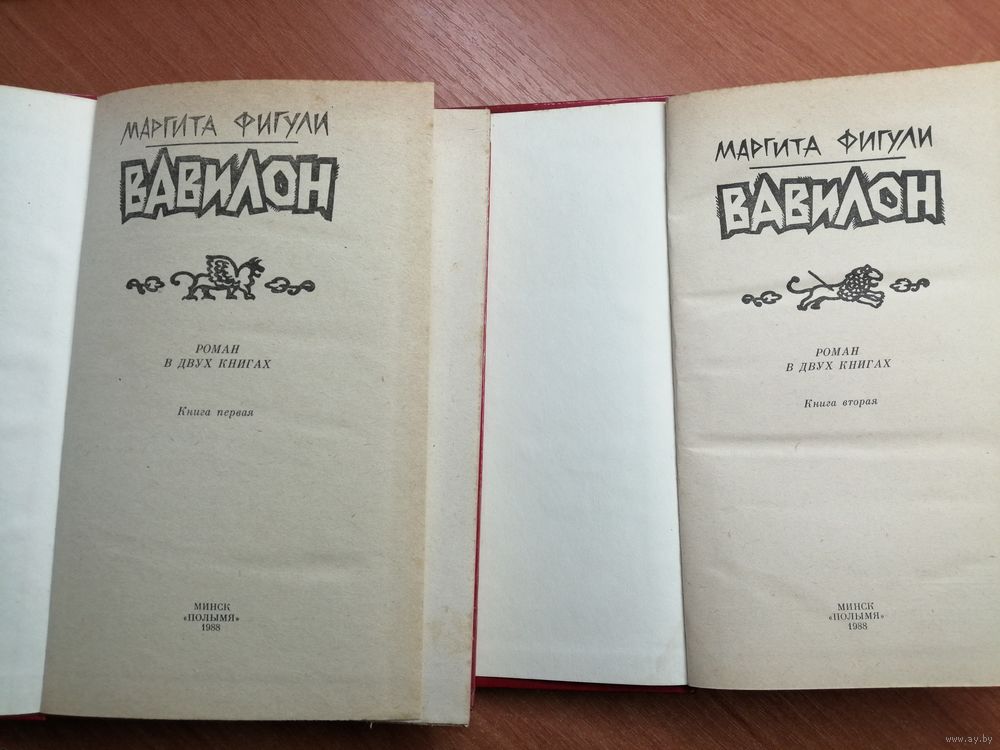 МАРГИТА ФИГУЛИ
ВАВИЛОН
РОМАН
В ДВУХ КНИГАХ
Книга первая
МИНСК
«ПОЛЫМЯ»
1988
МАРГИТА ФИГУЛИ
ВАВИЛОН
РОМАН
В ДВУХ КНИГАХ
Книга вторая
МИНСК
«ПОЛЫМЯ»
1988
www.ay.by